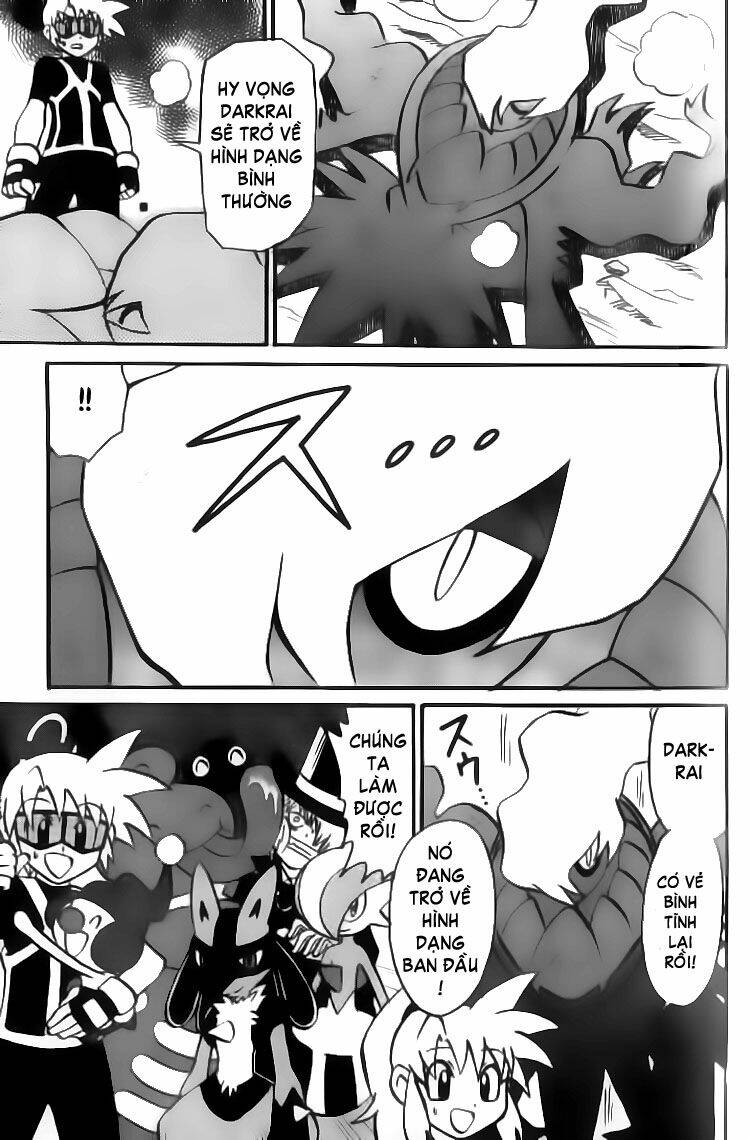 HY VỌNG
DARKRAI
SẼ TRỞ VỀ
HÌNH DẠNG
BÌNH
THƯỜNG
!!
ス...
スゥ...
DARK-
RAI
CÓ VẺ
BÌNH
TĨNH
LẠI
RỒI!
NÓ
ĐANG
TRỞ VỀ
HÌNH
DẠNG
BAN ĐẦU
!
CHÚNG
TA
LÀM
ĐƯỢC
RỒI!